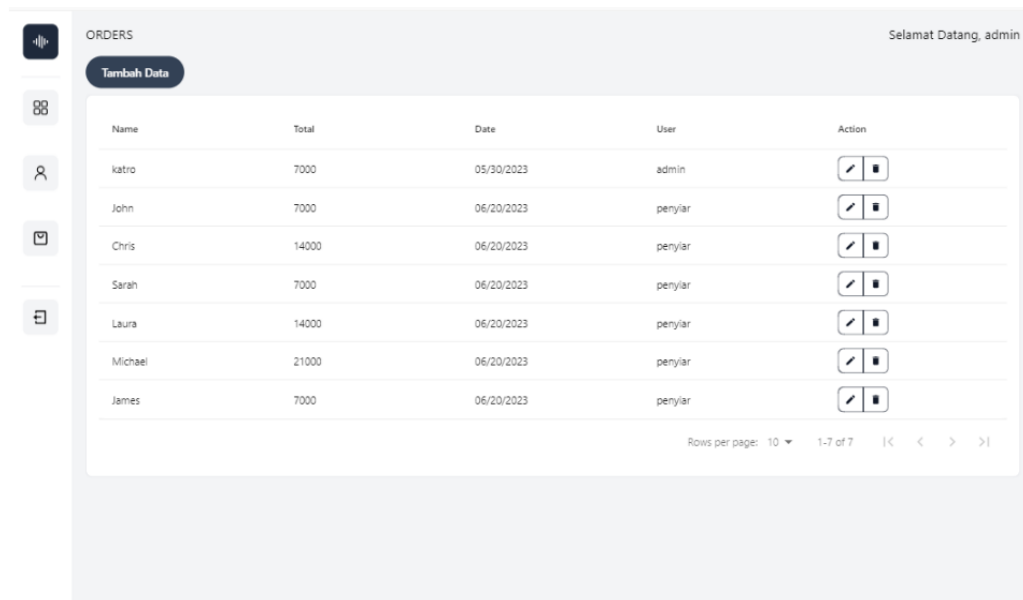 ORDERS Selamat Datang, admin
Tambah Data
Name Total Date User Action
katro 7000 05/30/2023 admin
John 7000 06/20/2023 penyiar
Chris 14000 06/20/2023 penyiar
Sarah 7000 06/20/2023 penyiar
Laura 14000 06/20/2023 penyiar
Michael 21000 06/20/2023 penyiar
James 7000 06/20/2023 penyiar
Rows per page: 10 1-7 of 7